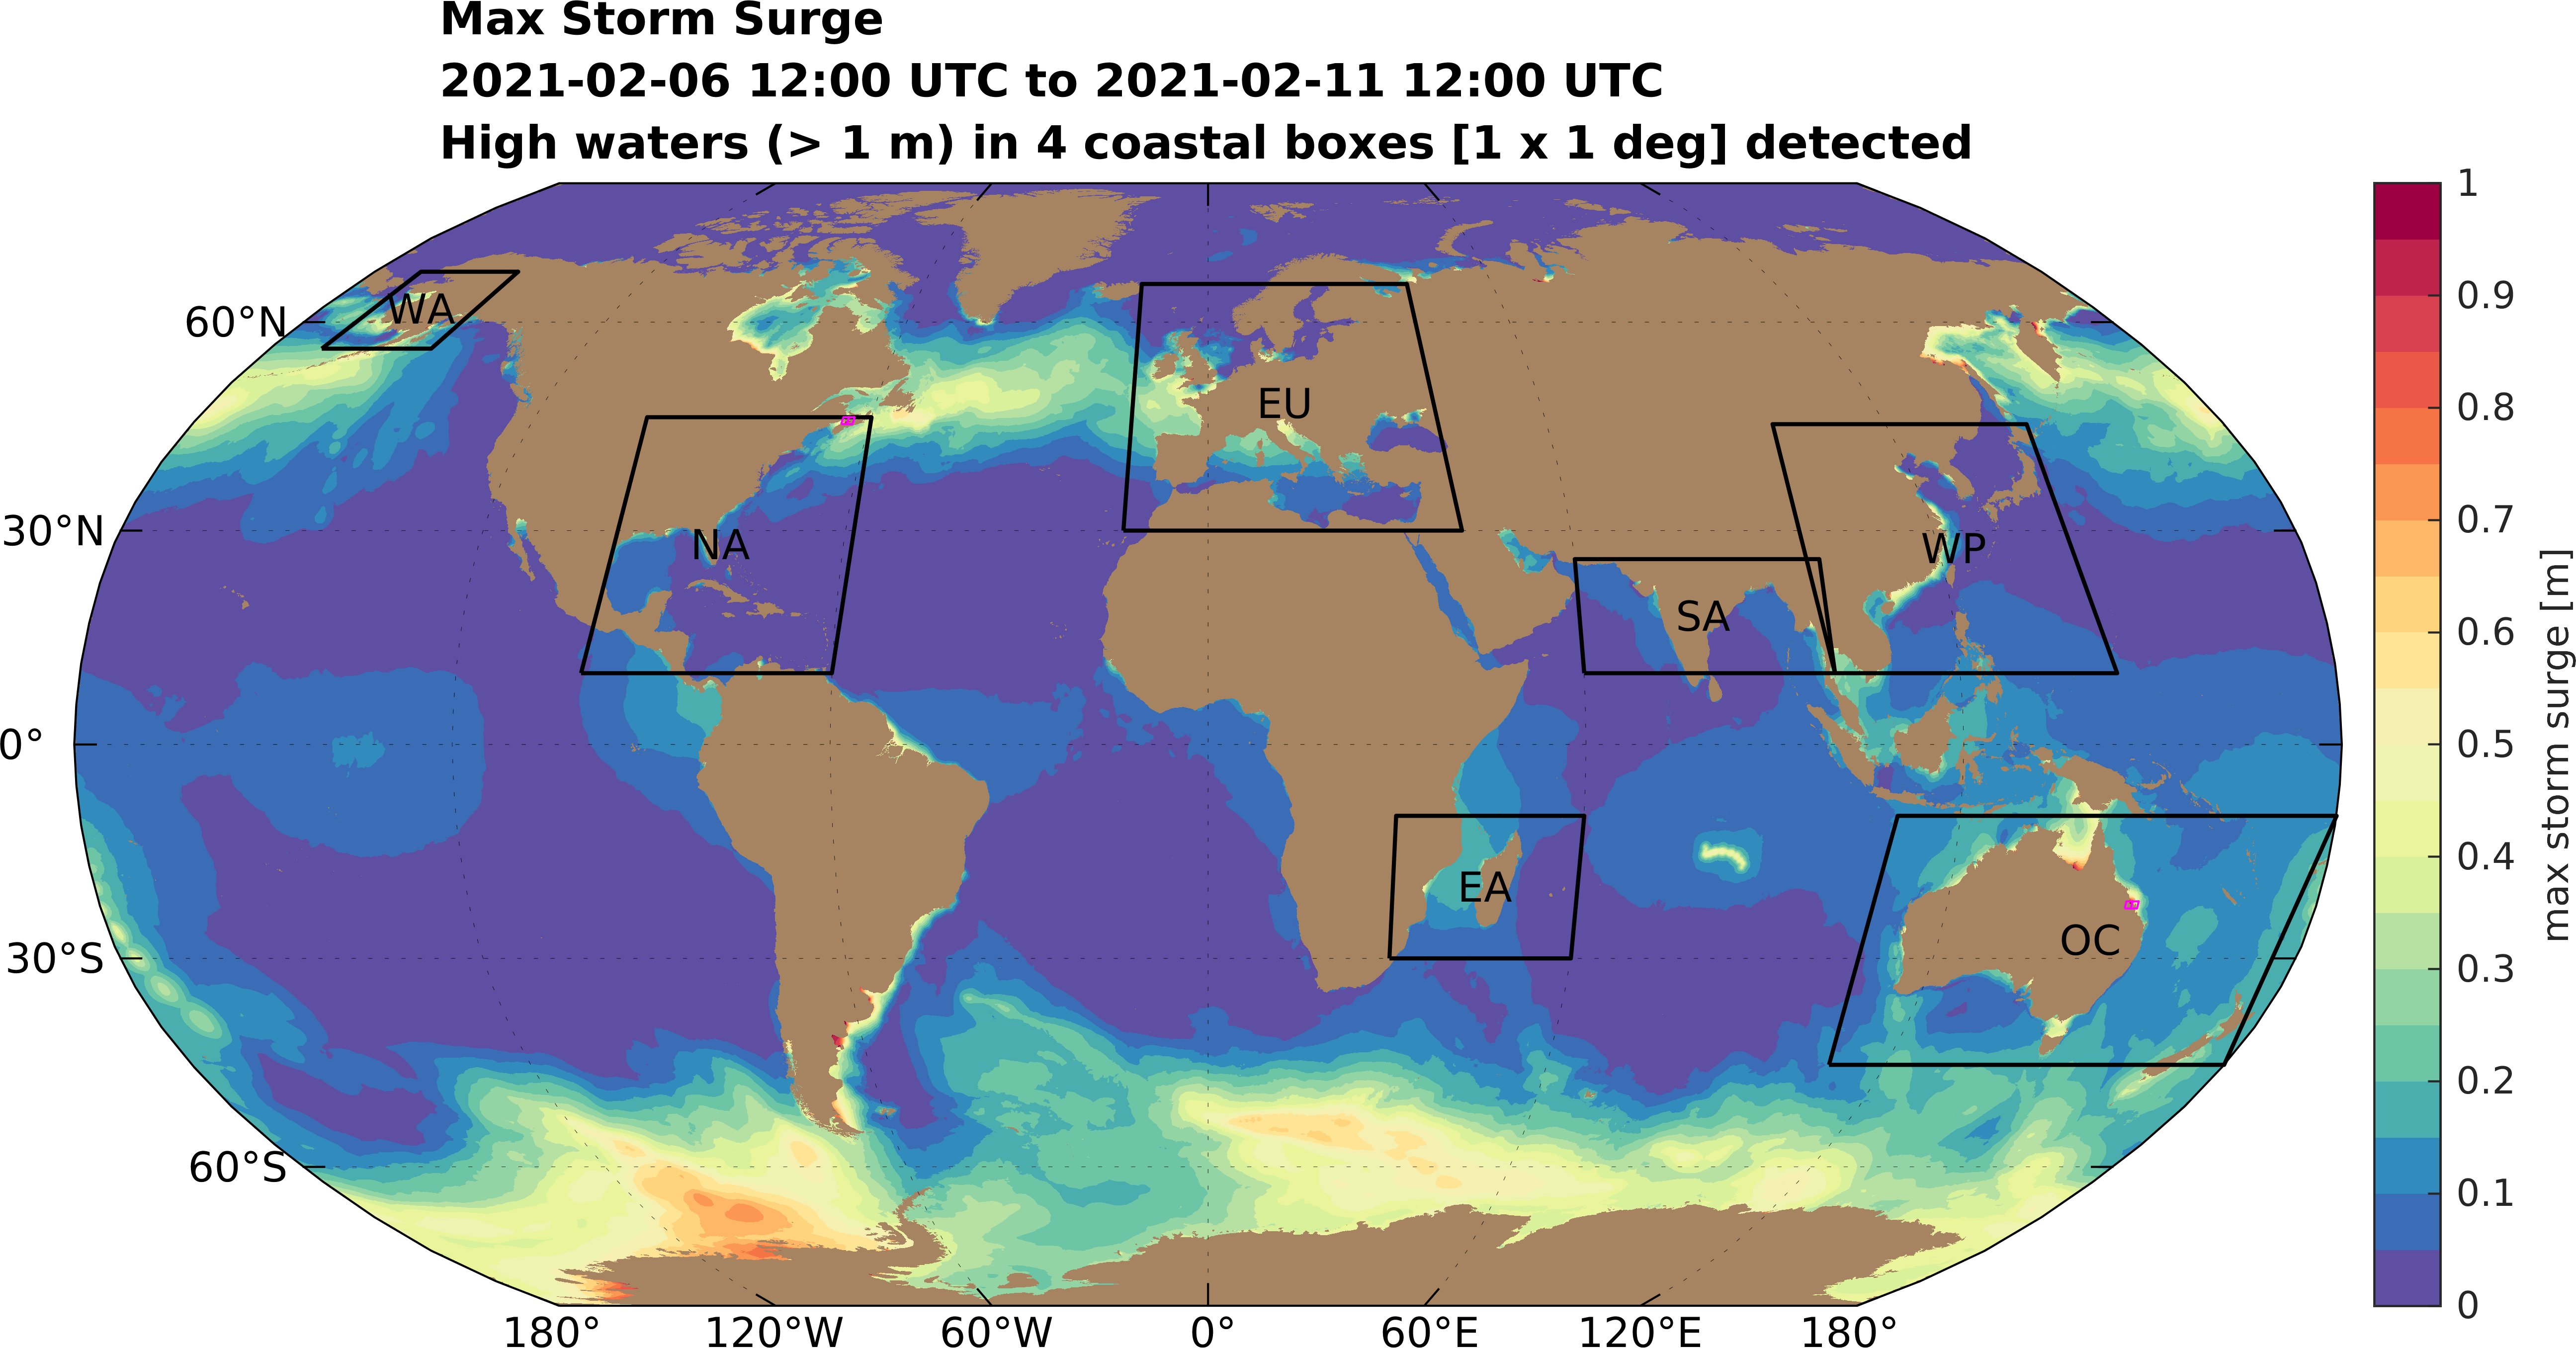 Max Storm Surge
2021-02-06 12:00 UTC to 2021-02-11 12:00 UTC
High waters (> 1 m) in 4 coastal boxes [1 x 1 deg] detected
60°N
30°N
0°
30°S
60°S
180°
120°W
60°W
0°
60°E
120°E
180°
WA
NA
EU
SA
WP
EA
OC
1
0.9
0.8
0.7
0.6
0.5
0.4
0.3
0.2
0.1
0
max storm surge [m]